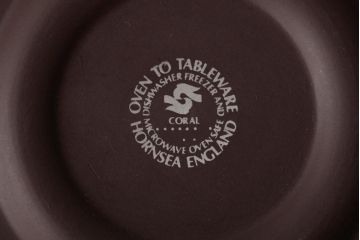 OVEN TO TABLEWARE
DISHWASHER FREEZER AND
CORAL
MICROWAVE OVEN SAFE
HORNSEA ENGLAND